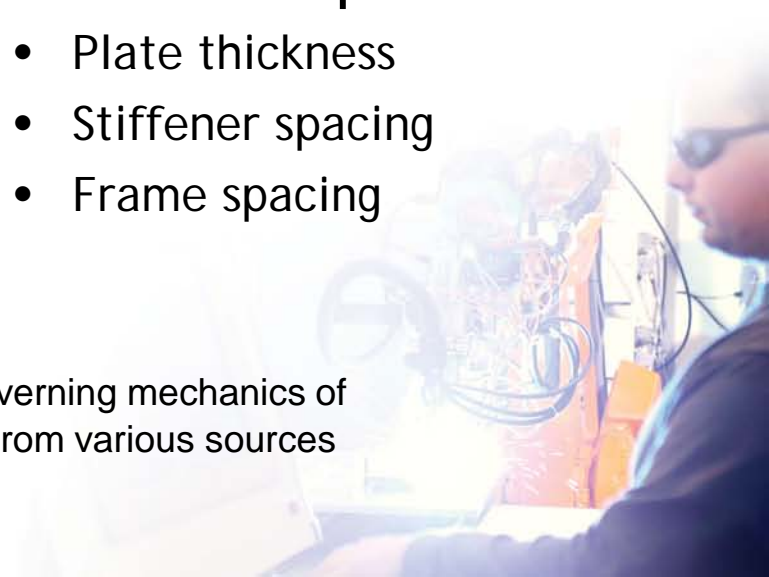 • Plate thickness
• Stiffener spacing
• Frame spacing
verning mechanics of
rom various sources